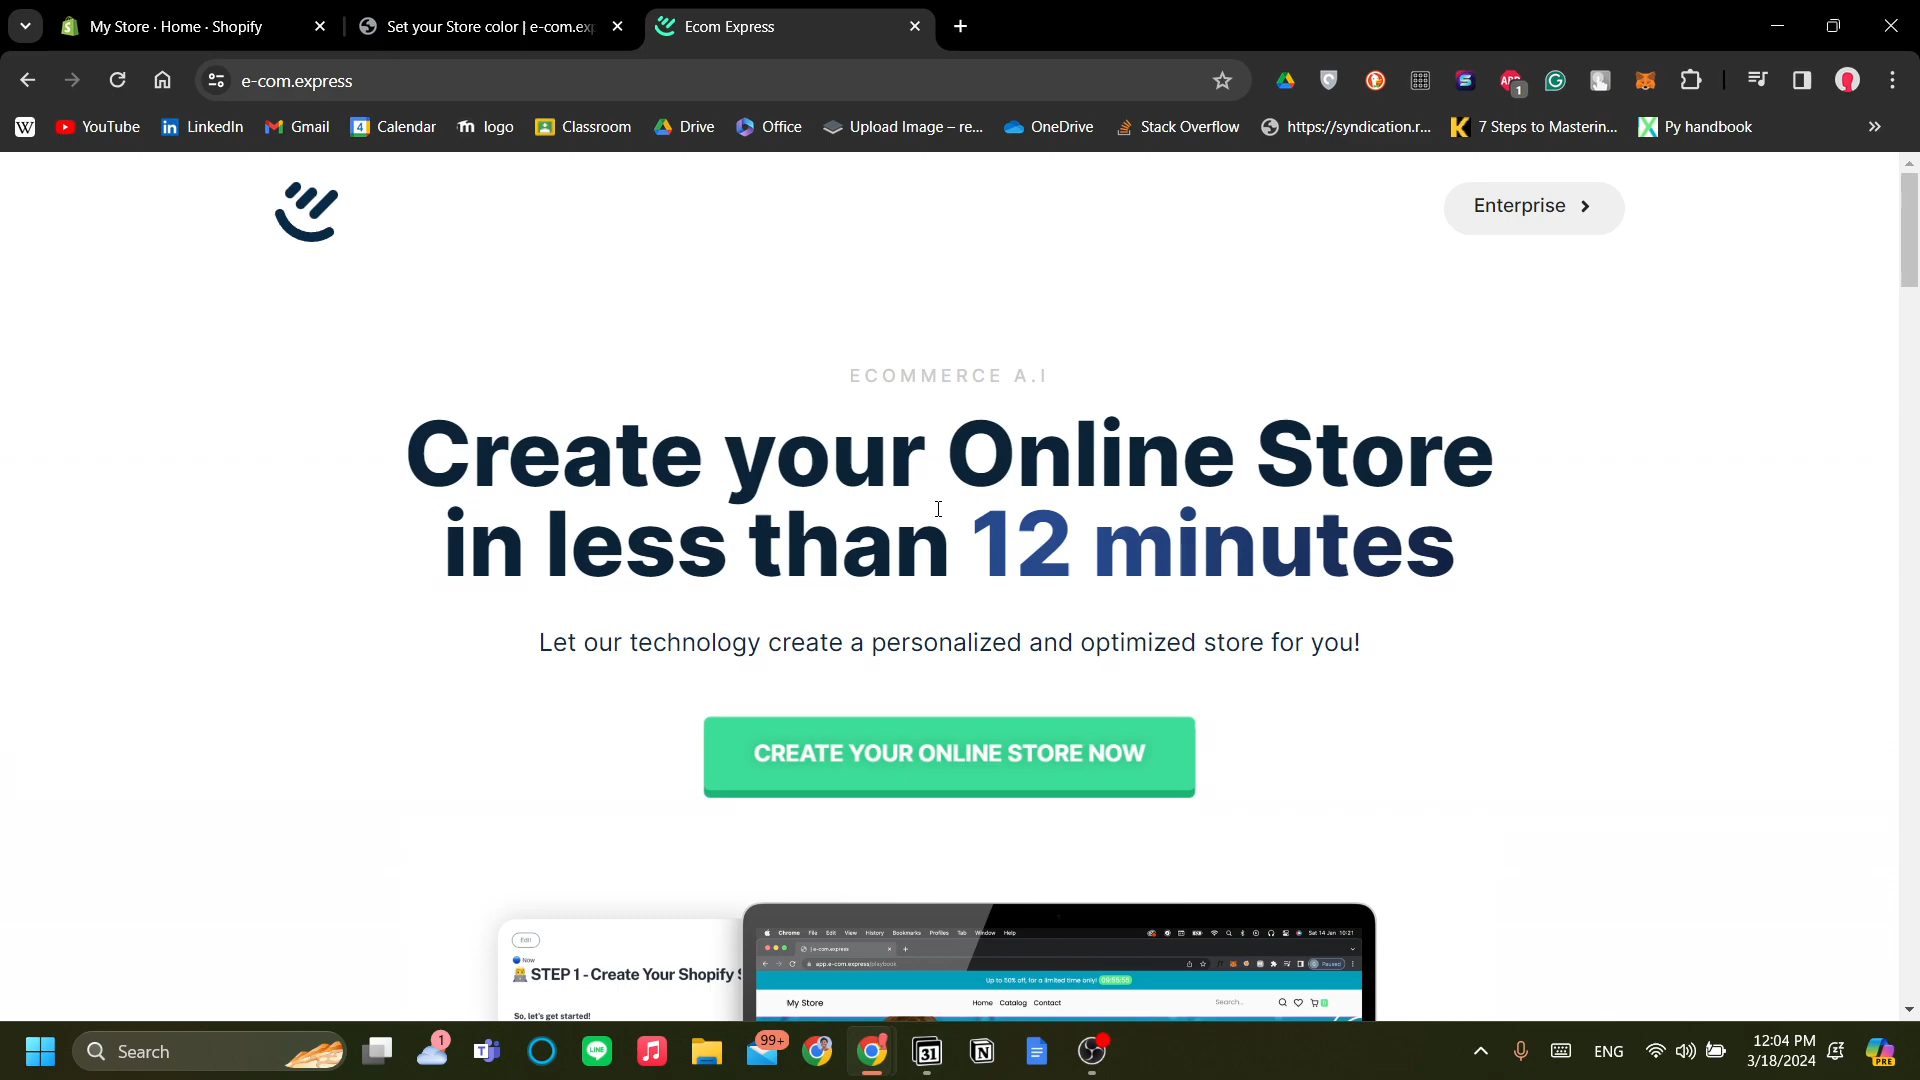 My Store · Home · Shopify
Set your Store color | e-com.ex
Ecom Express
e-com.express
1
YouTube
LinkedIn
Gmail
Calendar
logo
Classroom
Drive
Office
Upload Image – re...
OneDrive
Stack Overflow
https://syndication.r...
7 Steps to Masterin...
Py handbook
Enterprise
ECOMMERCE A.I
Create your Online Store
in less than 12 minutes
Let our technology create a personalized and optimized store for you!
CREATE YOUR ONLINE STORE NOW
Chrome File Edit View History Bookmarks Profiles Tab Window Help
Sat 14 Jan 10:21
| e-com.express
app.e-com.express/playbook
Paused
Edit
Now
STEP 1 - Create Your Shopify S
So, let's get started!
Up to 50% off, for a limited time only!
My Store
Home Catalog Contact
Search...
Search
1
99+
31
ENG
12:04 PM
3/18/2024
PRE